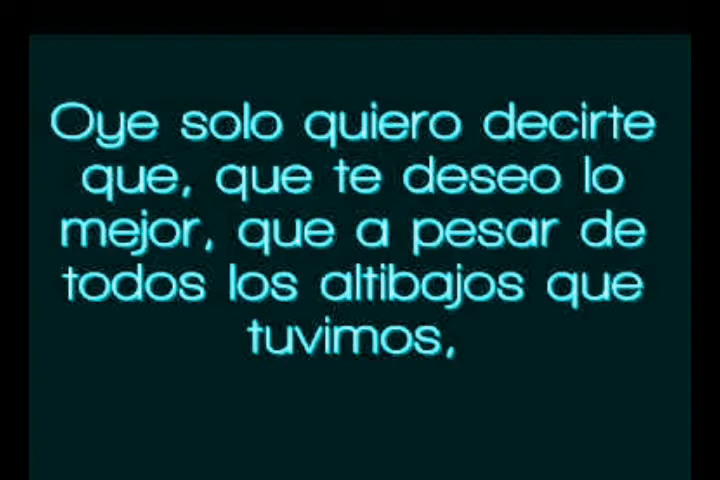 Oye solo quiero decirte
que, que te deseo lo
mejor, que a pesar de
todos los altibajos que
tuvimos,